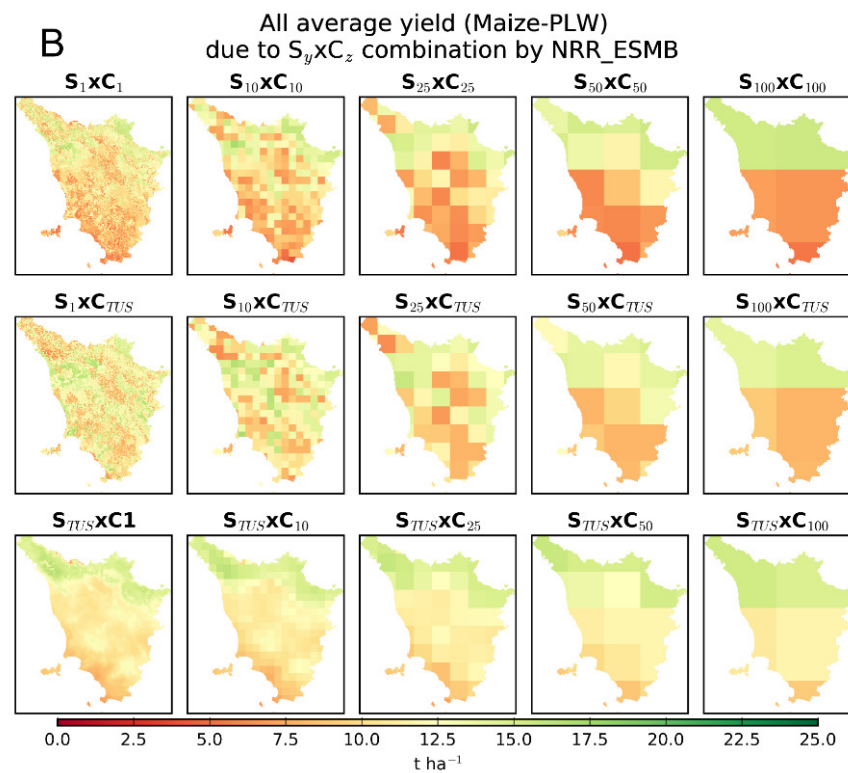 B
All average yield (Maize-PLW)
due to SyxCz combination by NRR_ESMB
S1xC1 S10xC10 S25xC25 S50xC50 S100xC100
S1xCTUS S10xCTUS S25xCTUS S50xCTUS S100xCTUS
STUSxC1 STUSxC10 STUSxC25 STUSxC50 STUSxC100
0.0 2.5 5.0 7.5 10.0 12.5 15.0 17.5 20.0 22.5 25.0
t ha⁻¹